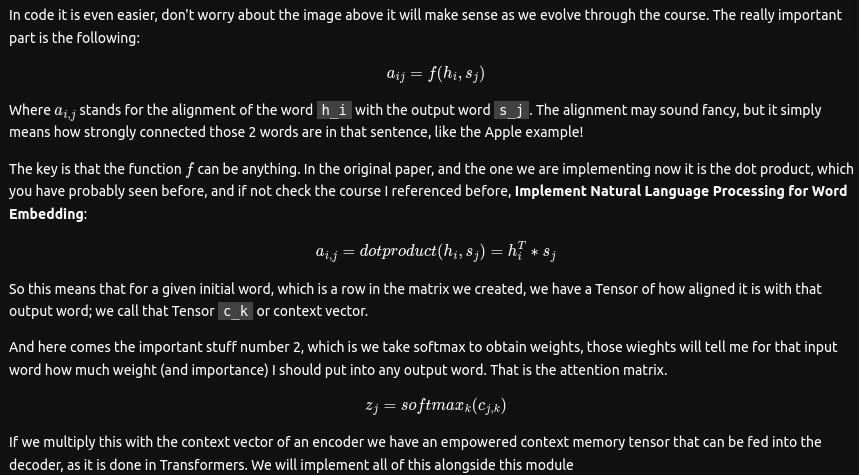 In code it is even easier, don't worry about the image above it will make sense as we evolve through the course. The really important
part is the following:
a_{ij} = f(h_i, s_j)
Where a_{i,j} stands for the alignment of the word h_i with the output word s_j. The alignment may sound fancy, but it simply
means how strongly connected those 2 words are in that sentence, like the Apple example!
The key is that the function f can be anything. In the original paper, and the one we are implementing now it is the dot product, which
you have probably seen before, and if not check the course I referenced before, Implement Natural Language Processing for Word
Embedding:
a_{i,j} = dotproduct(h_i, s_j) = h_i^T * s_j
So this means that for a given initial word, which is a row in the matrix we created, we have a Tensor of how aligned it is with that
output word; we call that Tensor c_k or context vector.
And here comes the important stuff number 2, which is we take softmax to obtain weights, those wieghts will tell me for that input
word how much weight (and importance) I should put into any output word. That is the attention matrix.
z_j = softmax_k(c_{j,k})
If we multiply this with the context vector of an encoder we have an empowered context memory tensor that can be fed into the
decoder, as it is done in Transformers. We will implement all of this alongside this module